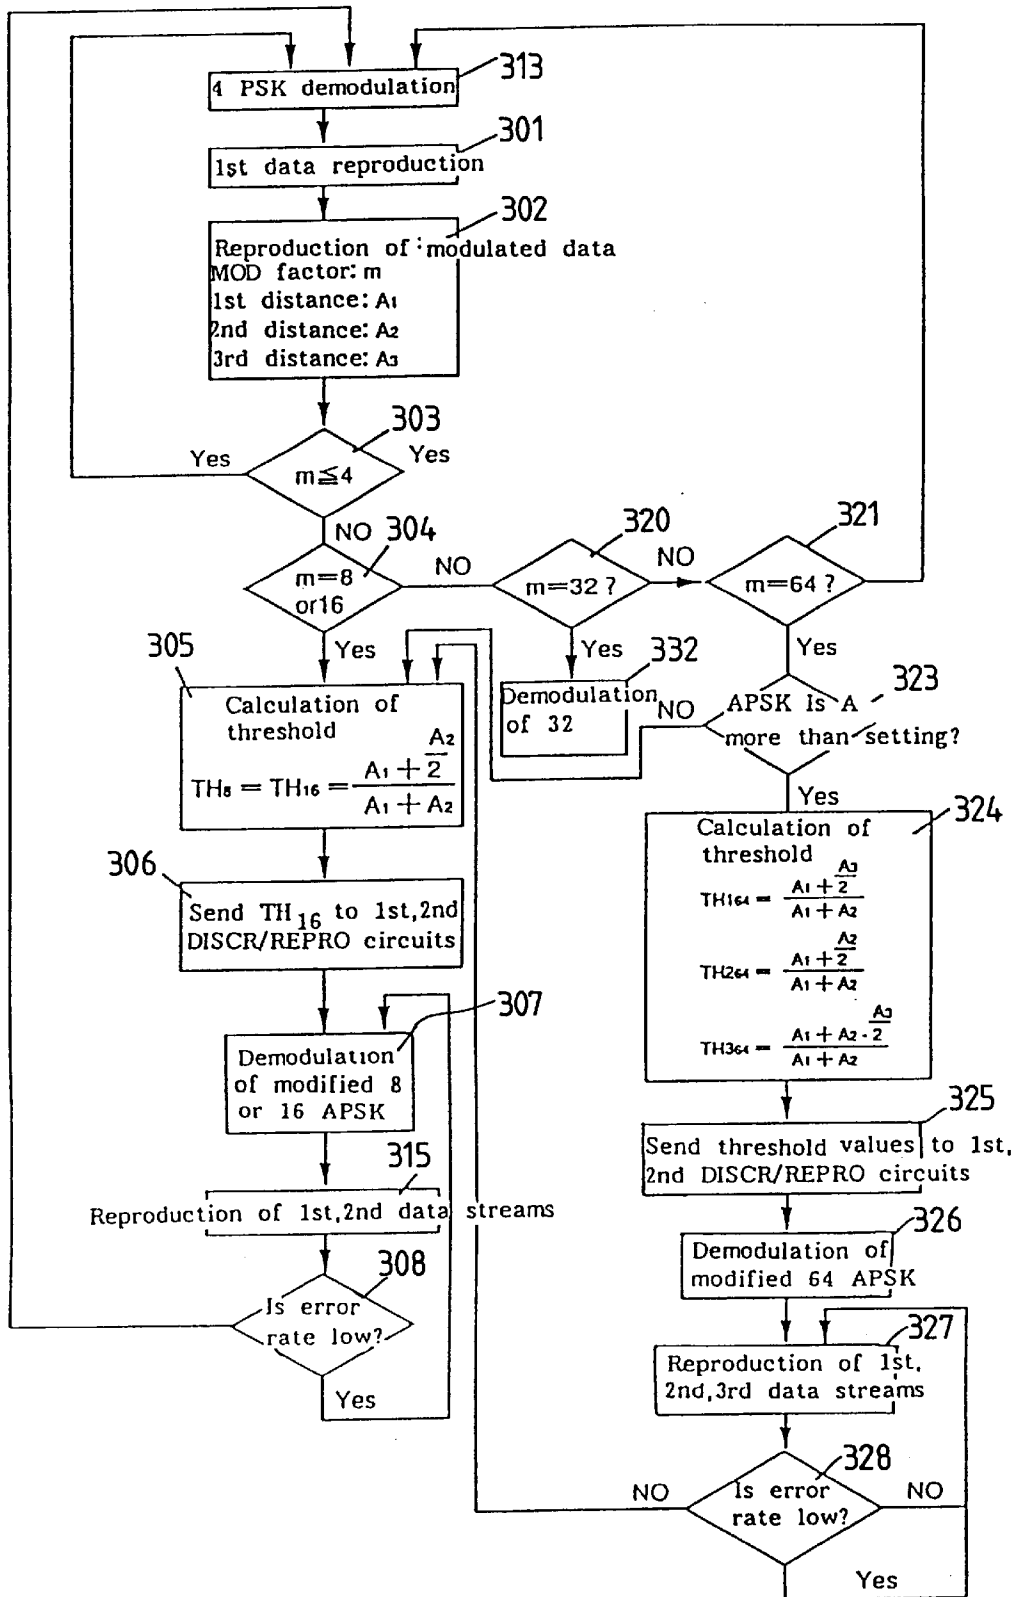 313
4 PSK demodulation
301
1st data reproduction
302
Reproduction of : modulated data
MOD factor: m
1st distance: A1
2nd distance: A2
3rd distance: A3
303
Yes
Yes
m≦4
NO
304
m=8
or16
NO
320
m=32 ?
NO
321
m=64 ?
Yes
305
Calculation of
threshold
TH8 = TH16 = (A1 + A2/2)/(A1 + A2)
Yes
332
Demodulation
of 32
Yes
323
NO
APSK Is A
more than setting?
Yes
306
Send TH16 to 1st,2nd
DISCR/REPRO circuits
324
Calculation of
threshold
TH164 = (A1 + A3/2)/(A1 + A2)
TH264 = (A1 + A2/2)/(A1 + A2)
TH364 = (A1 + A2 - A3/2)/(A1 + A2)
307
Demodulation
of modified 8
or 16 APSK
325
Send threshold values to 1st,
2nd DISCR/REPRO circuits
315
Reproduction of 1st,2nd data streams
326
Demodulation of
modified 64 APSK
308
Is error
rate low?
Yes
327
Reproduction of 1st,
2nd,3rd data streams
328
NO
Is error
rate low?
NO
Yes